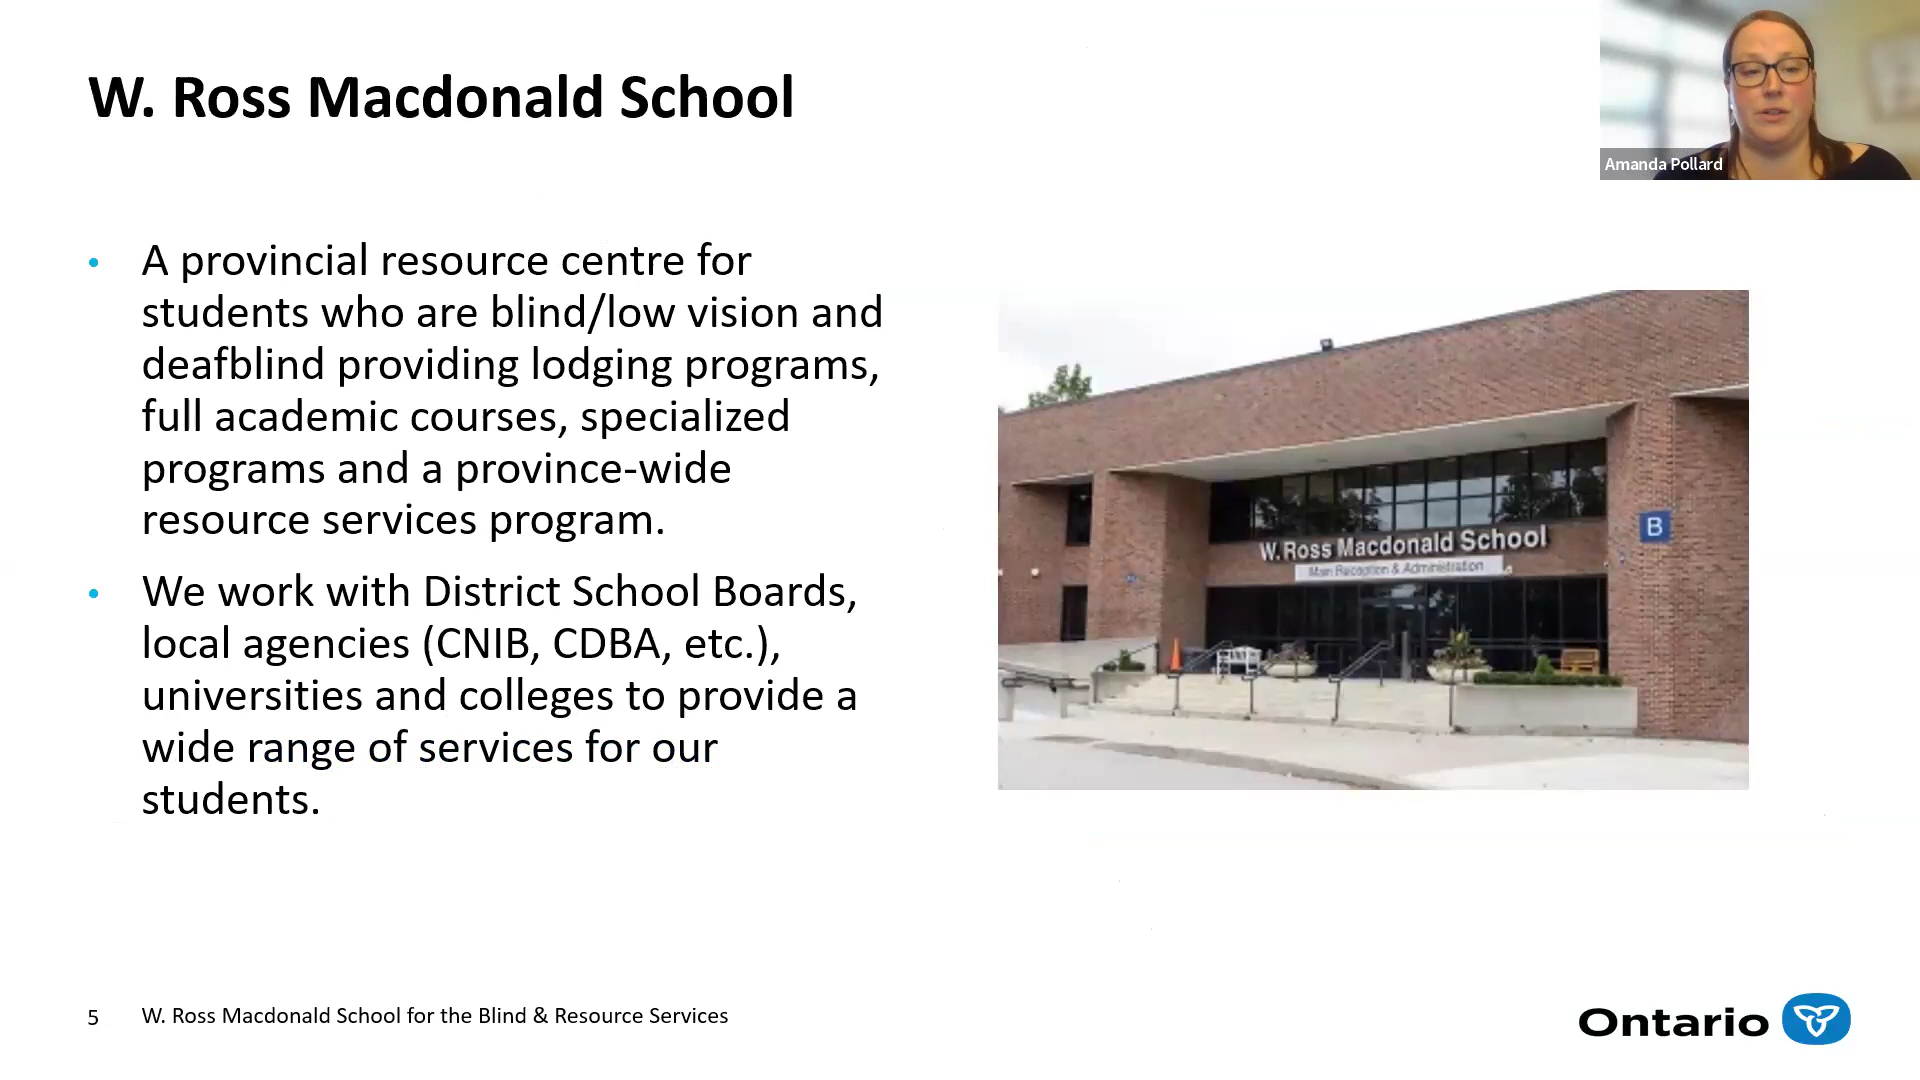 W. Ross Macdonald School
Amanda Pollard
• A provincial resource centre for
students who are blind/low vision and
deafblind providing lodging programs,
full academic courses, specialized
programs and a province-wide
resource services program.
• We work with District School Boards,
local agencies (CNIB, CDBA, etc.),
universities and colleges to provide a
wide range of services for our
students.
W. Ross Macdonald School
Main Reception & Administration
B
5 W. Ross Macdonald School for the Blind & Resource Services
Ontario